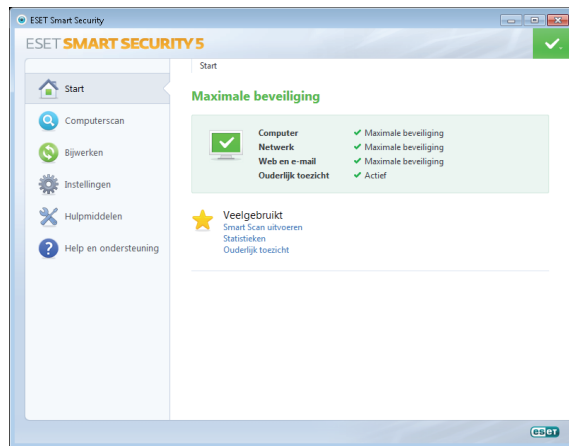 ESET Smart Security
ESET SMART SECURITY 5
Start
Start
Computerscan
Bijwerken
Instellingen
Hulpmiddelen
Help en ondersteuning
Maximale beveiliging
Computer Maximale beveiliging
Netwerk Maximale beveiliging
Web en e-mail Maximale beveiliging
Ouderlijk toezicht Actief
Veelgebruikt
Smart Scan uitvoeren
Statistieken
Ouderlijk toezicht
eseT